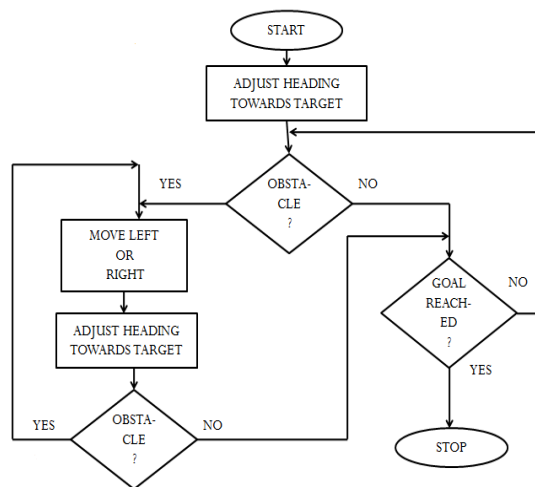 START
ADJUST HEADING
TOWARDS TARGET
YES
OBSTA-
CLE
?
NO
MOVE LEFT
OR
RIGHT
GOAL
REACH-
ED
?
NO
ADJUST HEADING
TOWARDS TARGET
YES
YES
OBSTA-
CLE
?
NO
STOP